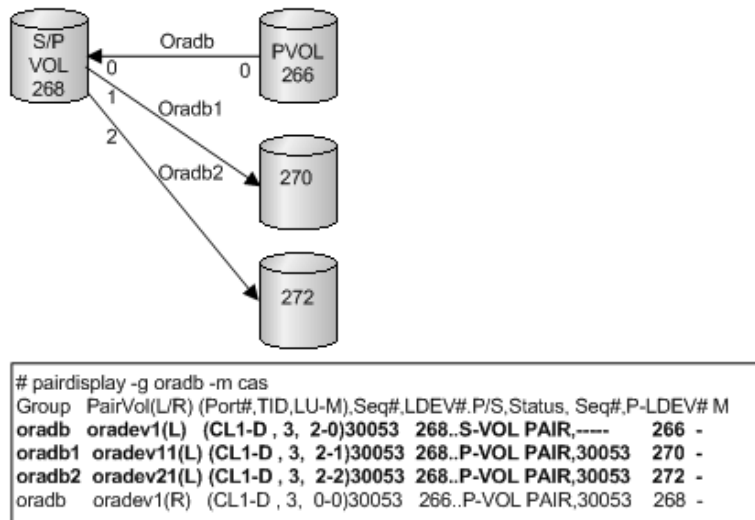 S/P
VOL
268
Oradb
PVOL
266
0
0
1
Oradb1
2
Oradb2
270
272
# pairdisplay -g oradb -m cas
Group PairVol(L/R) (Port#,TID,LU-M),Seq#,LDEV#.P/S,Status, Seq#,P-LDEV# M
oradb oradev1(L) (CL1-D , 3, 2-0)30053 268..S-VOL PAIR,----- 266 -
oradb1 oradev11(L) (CL1-D , 3, 2-1)30053 268..P-VOL PAIR,30053 270 -
oradb2 oradev21(L) (CL1-D , 3, 2-2)30053 268..P-VOL PAIR,30053 272 -
oradb oradev1(R) (CL1-D , 3, 0-0)30053 266..P-VOL PAIR,30053 268 -